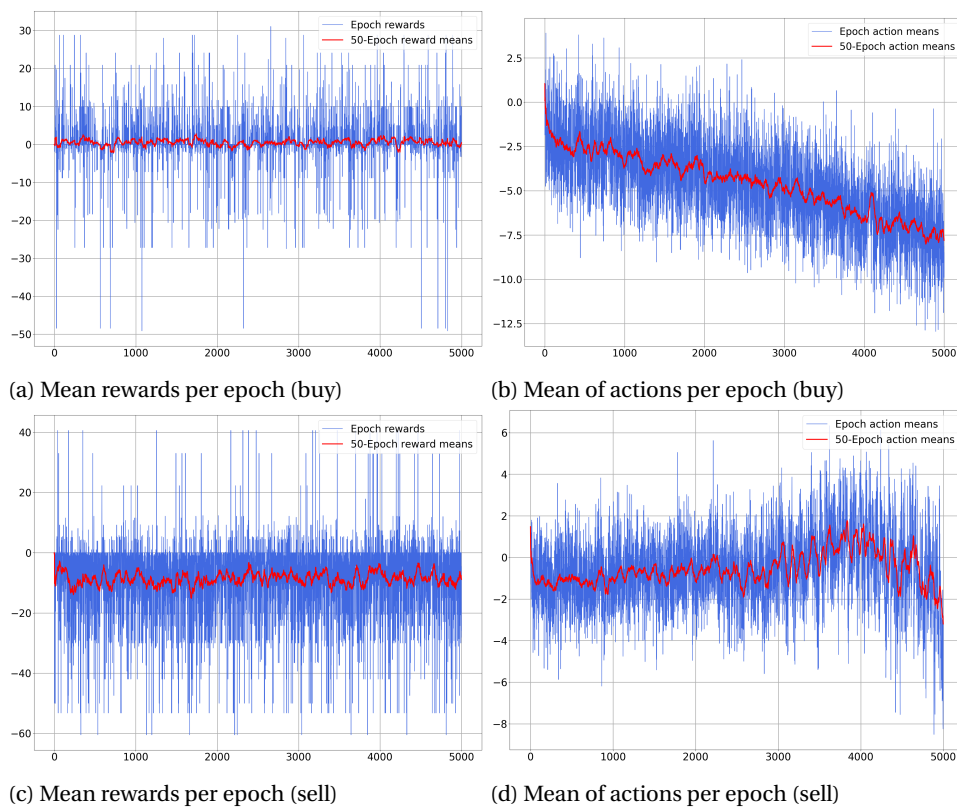 30
20
10
0
−10
−20
−30
−40
−50
0 1000 2000 3000 4000 5000
Epoch rewards
50-Epoch reward means
(a) Mean rewards per epoch (buy)
2.5
0.0
−2.5
−5.0
−7.5
−10.0
−12.5
0 1000 2000 3000 4000 5000
Epoch action means
50-Epoch action means
(b) Mean of actions per epoch (buy)
40
20
0
−20
−40
−60
0 1000 2000 3000 4000 5000
Epoch rewards
50-Epoch reward means
(c) Mean rewards per epoch (sell)
6
4
2
0
−2
−4
−6
−8
0 1000 2000 3000 4000 5000
Epoch action means
50-Epoch action means
(d) Mean of actions per epoch (sell)